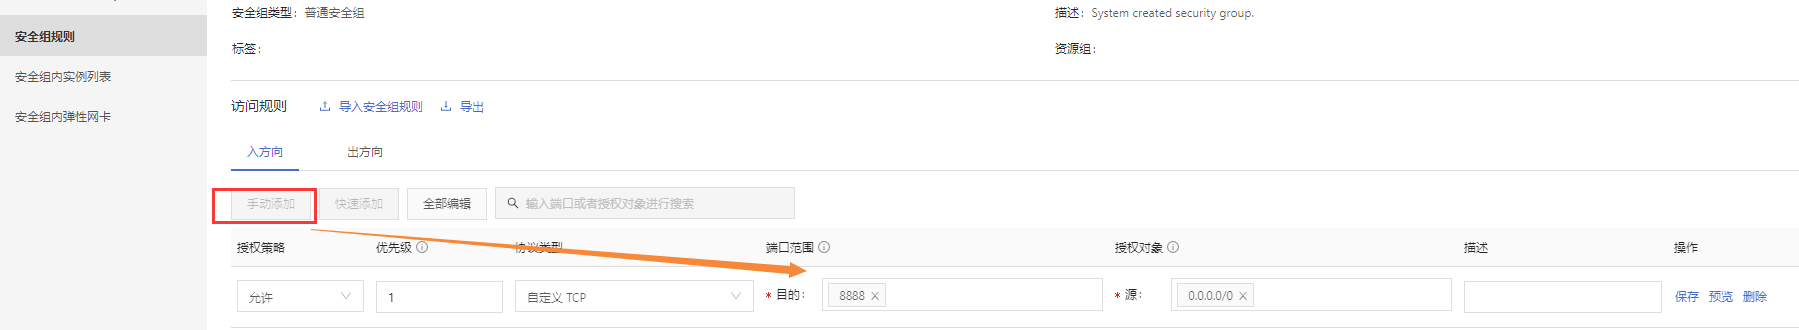 安全组类型：普通安全组
描述：System created security group.
安全组规则
标签：
资源组：
安全组内实例列表
访问规则 导入安全组规则 导出
安全组内弹性网卡
入方向 出方向
手动添加 快速添加 全部编辑 输入端口或者授权对象进行搜索
授权策略 优先级 协议类型 端口范围 授权对象 描述 操作
允许 1 自定义 TCP * 目的： 8888 × * 源： 0.0.0.0/0 × 保存 预览 删除